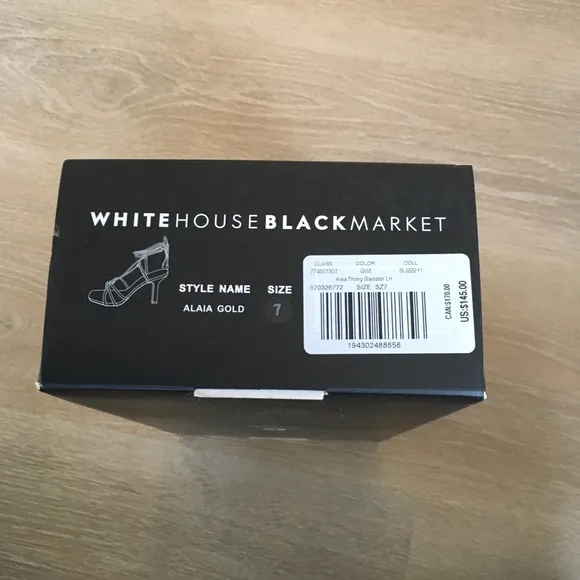 WHITEHOUSEBLACKMARKET
STYLE NAME SIZE
ALAIA GOLD 7
CLASS COLOR COLL
Gold
Alaia Thong Gladiator LH
570326772 SIZE SZ7
194302488656
CAN:$170.00
US:$145.00